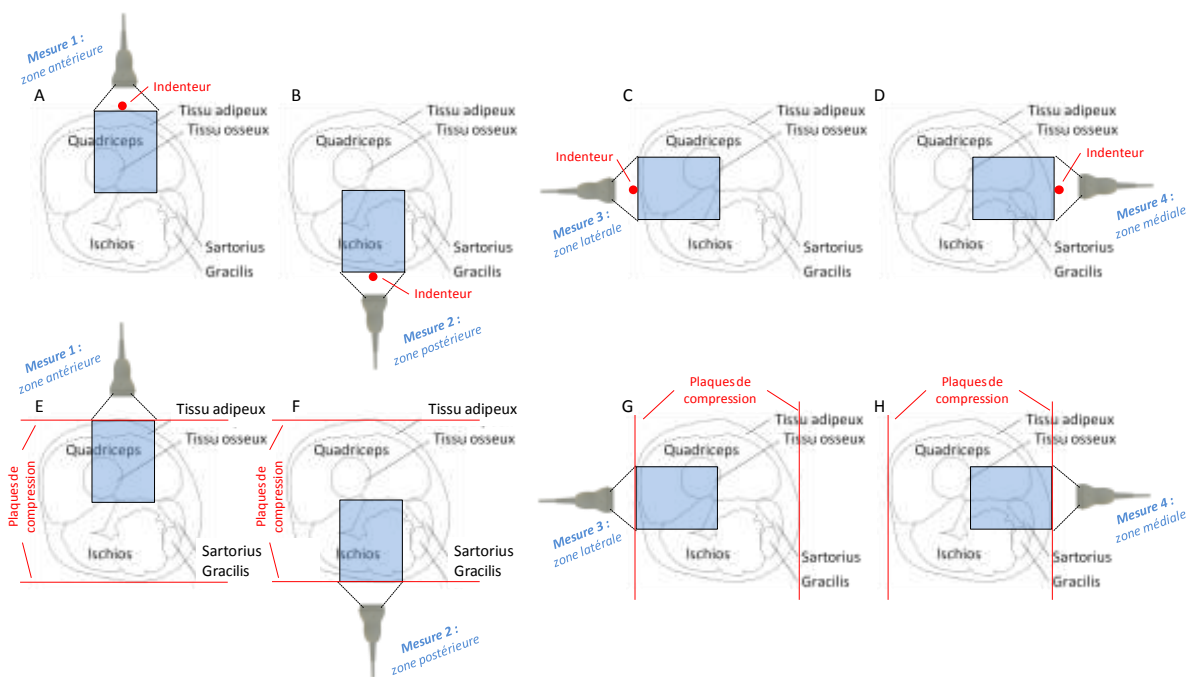 Mesure 1 :
zone antérieure
Indenteur
A
Tissu adipeux
Tissu osseux
Quadriceps
Ischios
Sartorius
Gracilis
B
Tissu adipeux
Tissu osseux
Quadriceps
Ischios
Sartorius
Gracilis
Indenteur
Mesure 2 :
zone postérieure
C
Tissu adipeux
Tissu osseux
Quadriceps
Indenteur
Mesure 3 :
zone latérale
Ischios
Sartorius
Gracilis
D
Tissu adipeux
Tissu osseux
Quadriceps
Indenteur
Mesure 4 :
zone médiale
Ischios
Sartorius
Gracilis
Mesure 1 :
zone antérieure
E
Tissu adipeux
Tissu osseux
Quadriceps
Plaques de
compression
Ischios
Sartorius
Gracilis
F
Tissu adipeux
Tissu osseux
Quadriceps
Plaques de
compression
Ischios
Sartorius
Gracilis
Mesure 2 :
zone postérieure
Plaques de
compression
G
Tissu adipeux
Tissu osseux
Quadriceps
Mesure 3 :
zone latérale
Ischios
Sartorius
Gracilis
Plaques de
compression
H
Tissu adipeux
Tissu osseux
Quadriceps
Mesure 4 :
zone médiale
Ischios
Sartorius
Gracilis